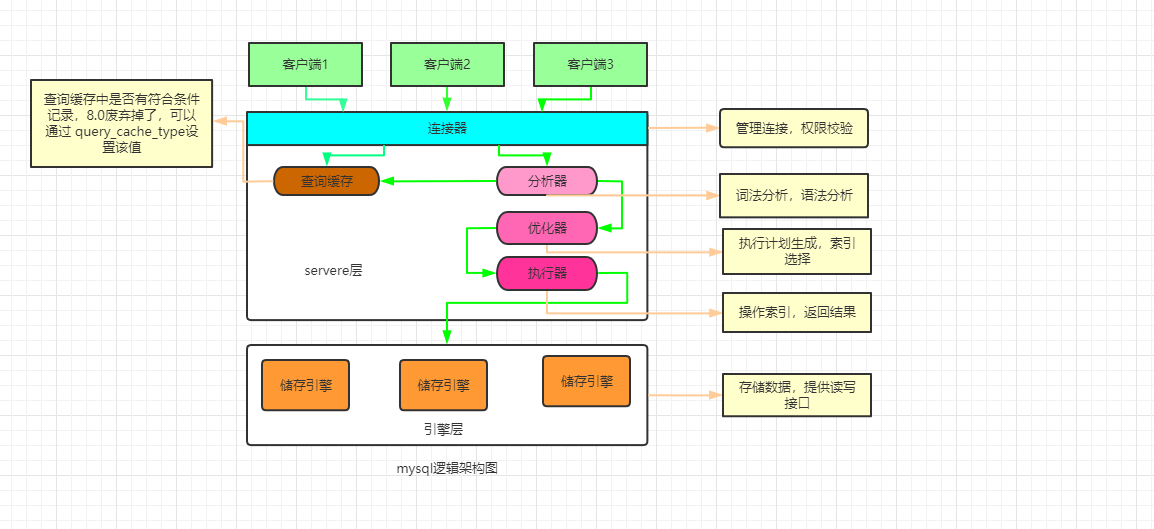 客户端1
客户端2
客户端3
查询缓存中是否有符合条件
记录，8.0废弃掉了，可以
通过 query_cache_type设
置该值
连接器
管理连接，权限校验
查询缓存
分析器
词法分析，语法分析
优化器
执行计划生成，索引
选择
servere层
执行器
操作索引，返回结果
储存引擎
储存引擎
储存引擎
存储数据，提供读写
接口
引擎层
mysql逻辑架构图